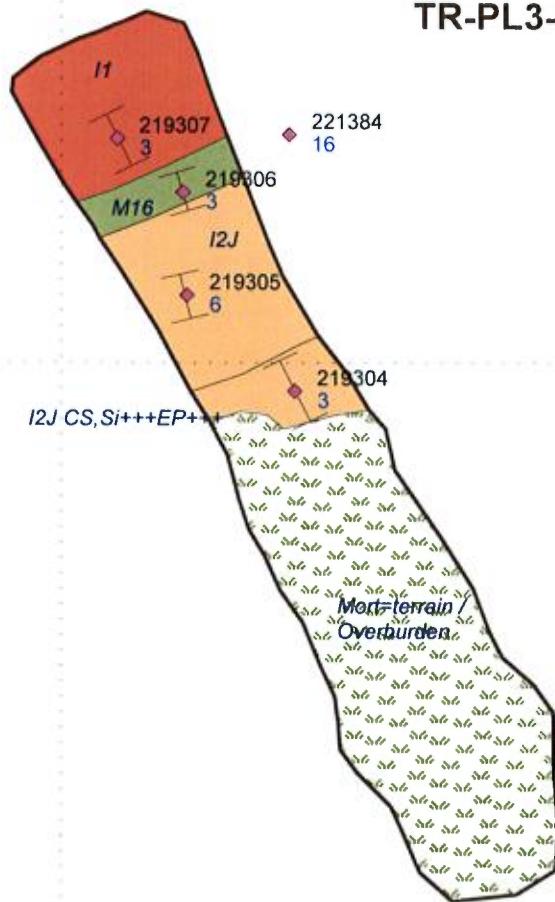 TR-PL3-
I1
219307
3
221384
16
219306
3
M16
I2J
219305
6
219304
3
I2J CS,Si+++EP+++
Mort=terrain /
Overburden